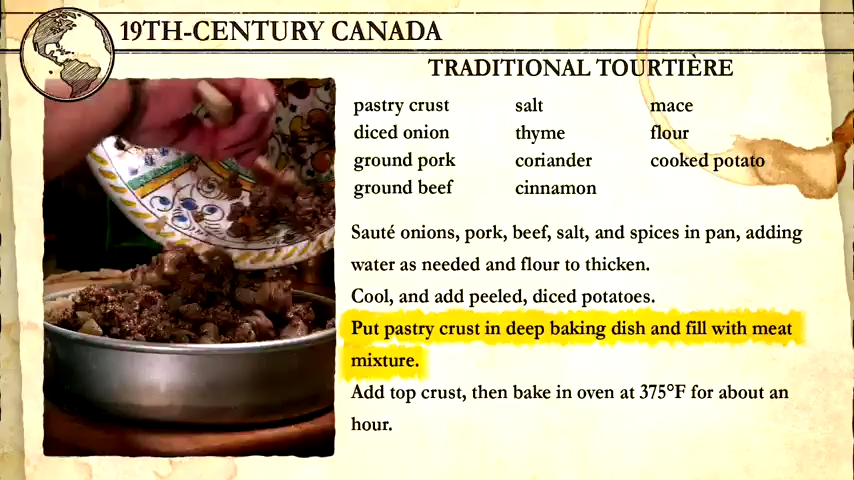 19TH-CENTURY CANADA
TRADITIONAL TOURTIÈRE
pastry crust salt mace
diced onion thyme flour
ground pork coriander cooked potato
ground beef cinnamon
Sauté onions, pork, beef, salt, and spices in pan, adding
water as needed and flour to thicken.
Cool, and add peeled, diced potatoes.
Put pastry crust in deep baking dish and fill with meat
mixture.
Add top crust, then bake in oven at 375°F for about an
hour.